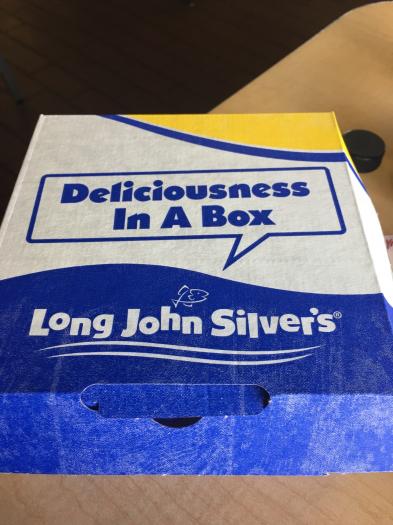 Deliciousness
In A Box
Long John Silver's®